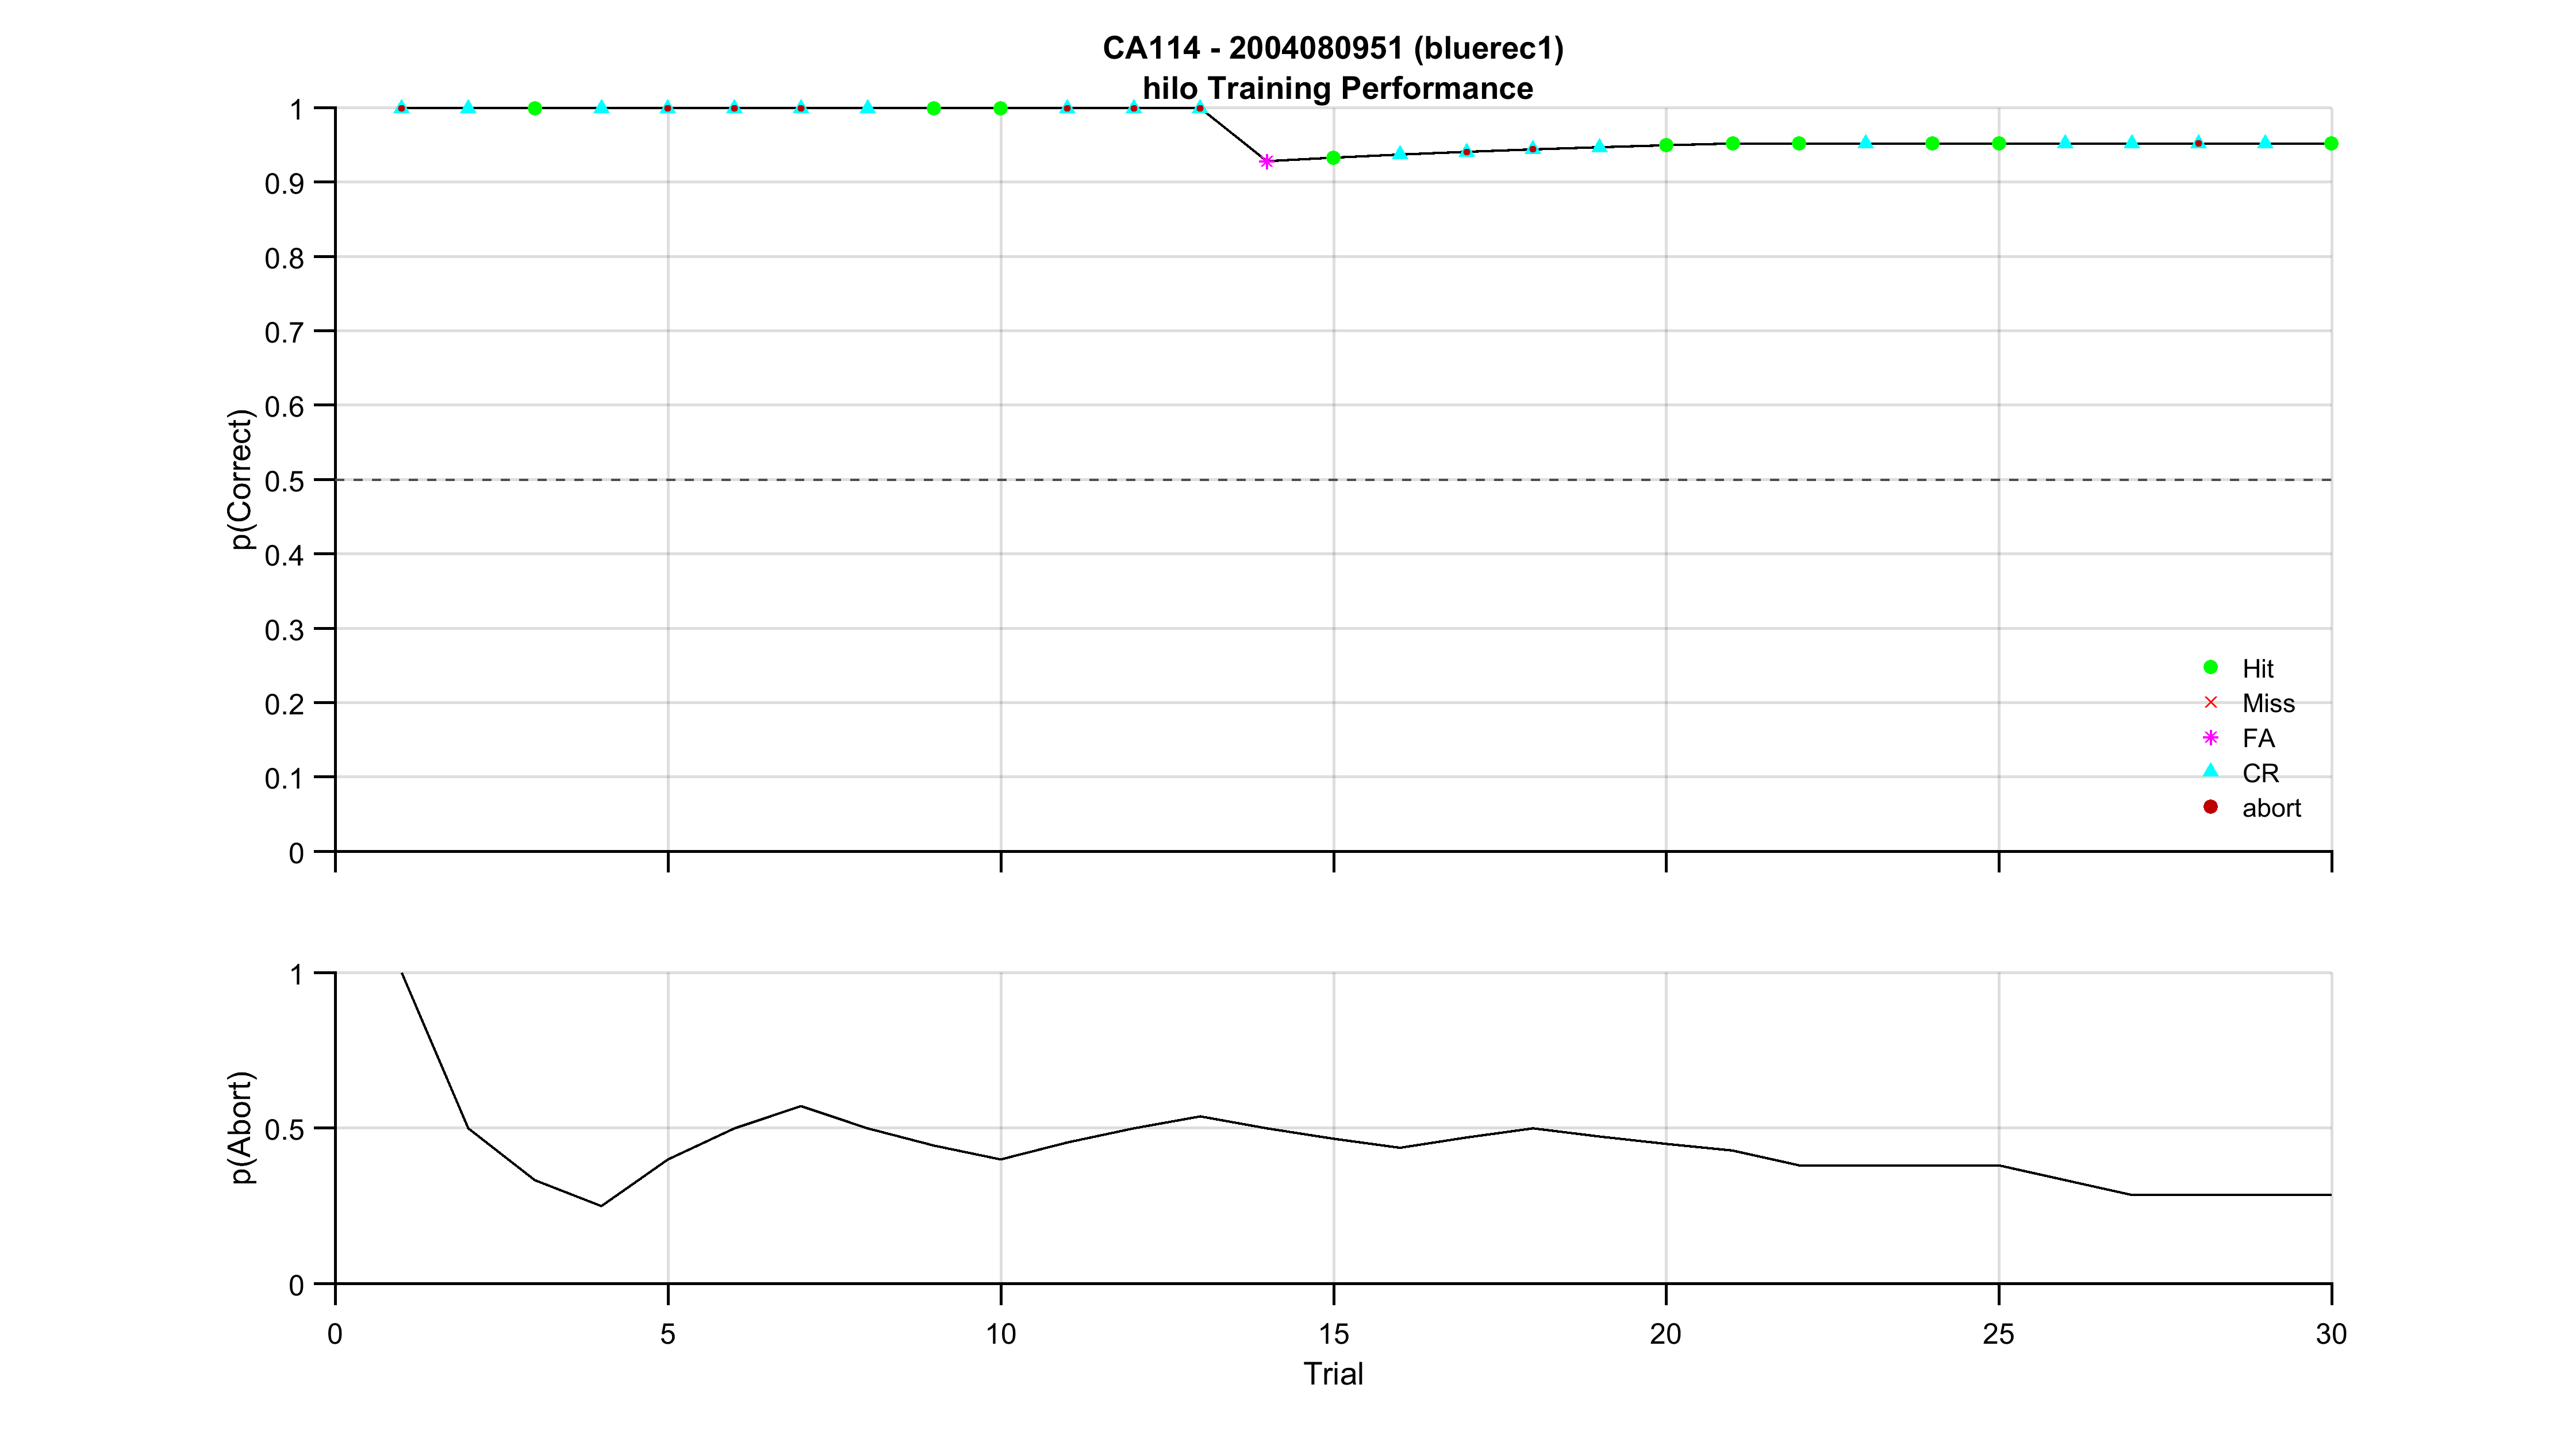 CA114 - 2004080951 (bluerec1)
hilo Training Performance
p(Correct)
1
0.9
0.8
0.7
0.6
0.5
0.4
0.3
0.2
0.1
0
Hit
Miss
FA
CR
abort
p(Abort)
1
0.5
0
0 5 10 15 20 25 30
Trial